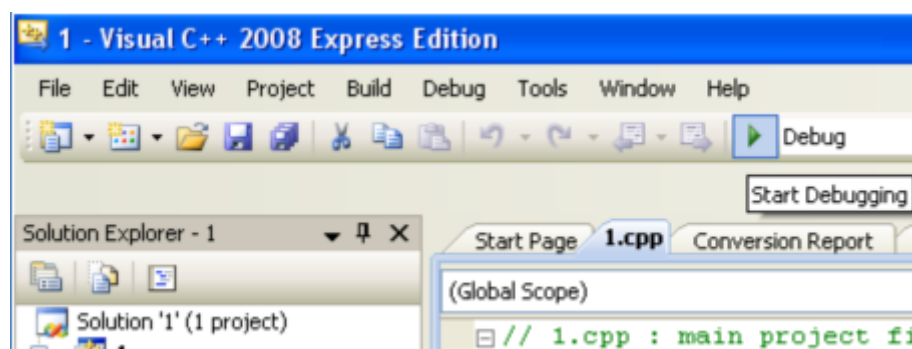 1 - Visual C++ 2008 Express Edition
File Edit View Project Build Debug Tools Window Help
Debug
Start Debugging
Solution Explorer - 1
Start Page 1.cpp Conversion Report
(Global Scope)
Solution '1' (1 project)
// 1.cpp : main project fi